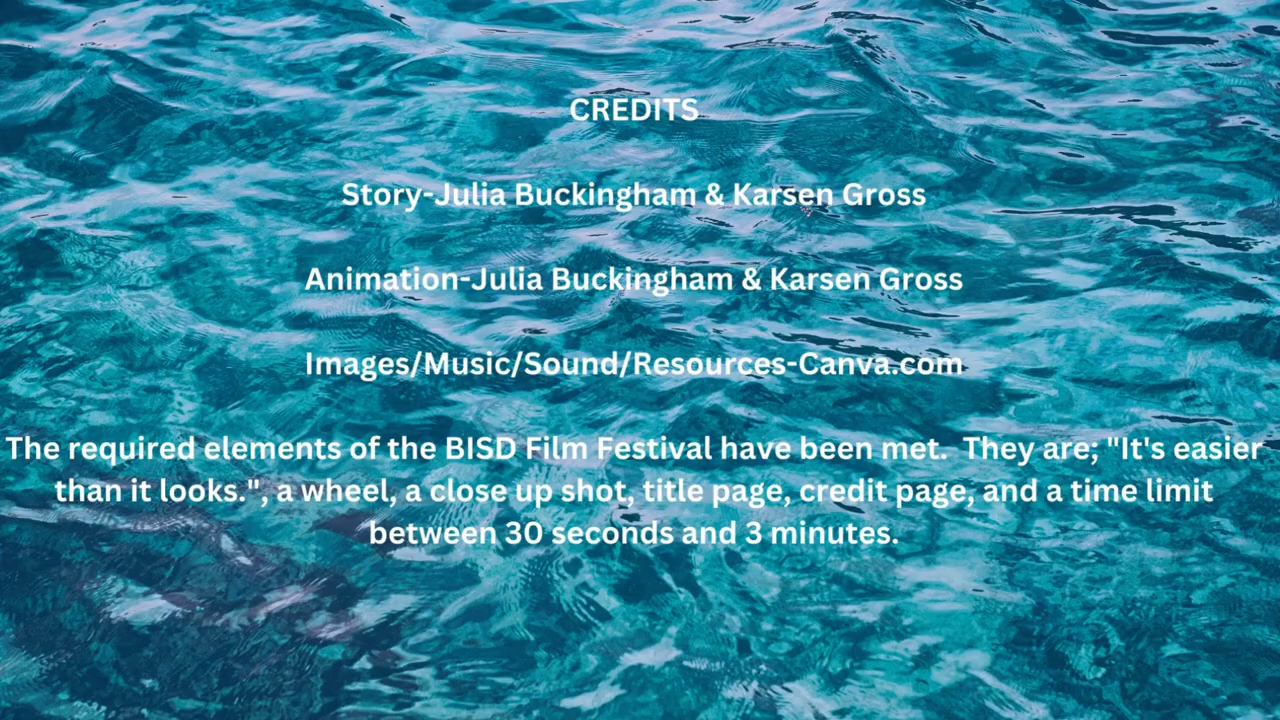 CREDITS
Story-Julia Buckingham & Karsen Gross
Animation-Julia Buckingham & Karsen Gross
Images/Music/Sound/Resources-Canva.com
The required elements of the BISD Film Festival have been met.  They are; "It's easier
than it looks.", a wheel, a close up shot, title page, credit page, and a time limit
between 30 seconds and 3 minutes.